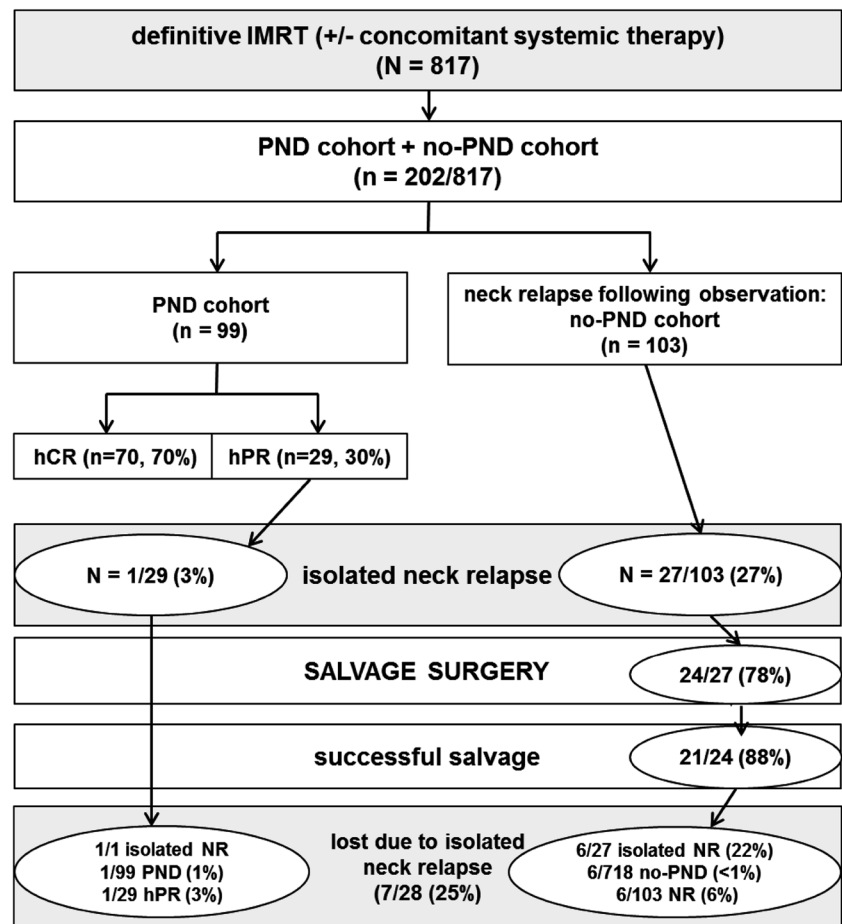 definitive IMRT (+/- concomitant systemic therapy)
(N = 817)
PND cohort + no-PND cohort
(n = 202/817)
PND cohort
(n = 99)
neck relapse following observation:
no-PND cohort
(n = 103)
hCR (n=70, 70%)
hPR (n=29, 30%)
N = 1/29 (3%)
isolated neck relapse
N = 27/103 (27%)
SALVAGE SURGERY
24/27 (78%)
successful salvage
21/24 (88%)
1/1 isolated NR
1/99 PND (1%)
1/29 hPR (3%)
lost due to isolated
neck relapse
(7/28 (25%)
6/27 isolated NR (22%)
6/718 no-PND (<1%)
6/103 NR (6%)